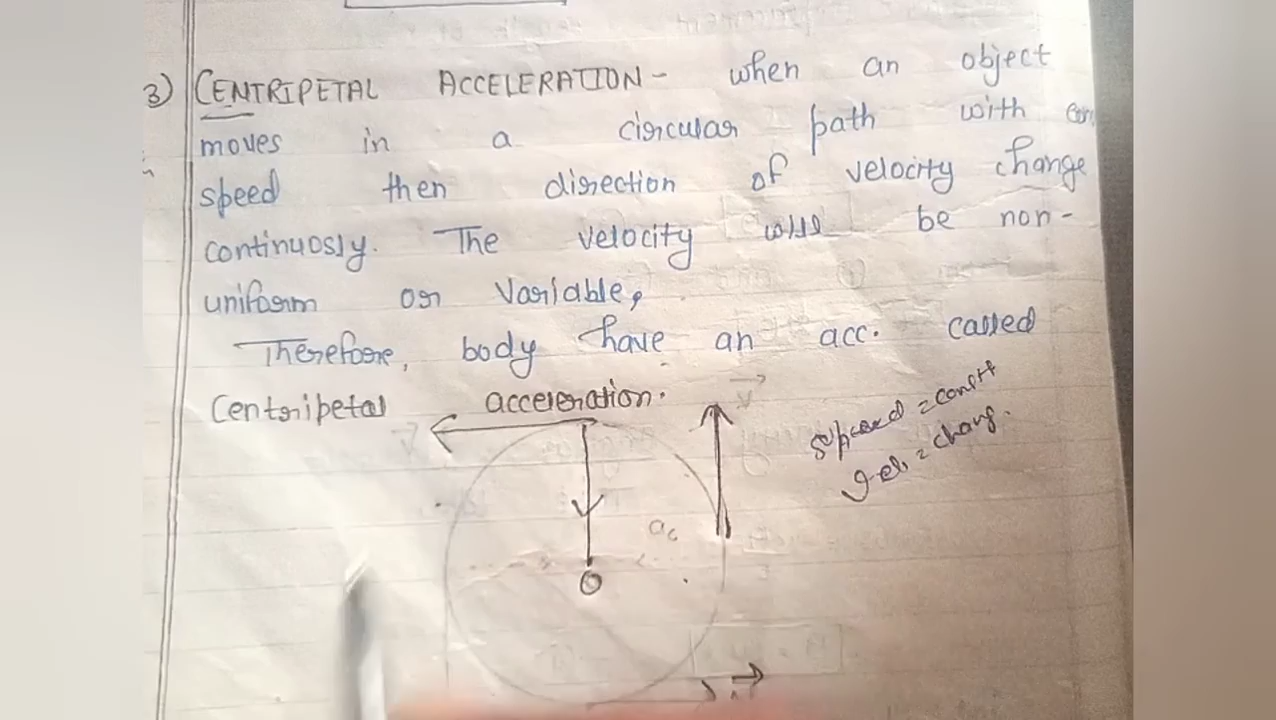 3) CENTRIPETAL ACCELERATION - when an object
moves in a circular path with con
speed then direction of velocity change
continuosly. The velocity will be non-
uniform or variable,
Therefore, body have an acc. called
Centripetal acceleration.
v
v
speed = constt
vel. = chang.
ac
O